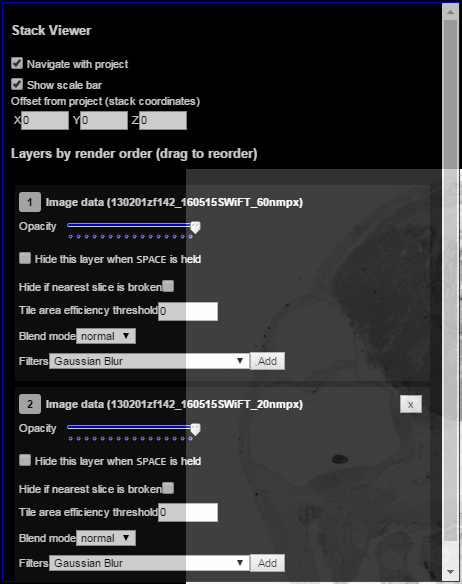 Stack Viewer
Navigate with project
Show scale bar
Offset from project (stack coordinates)
X 0 Y 0 Z 0
Layers by render order (drag to reorder)
1 Image data (130201zf142_160515SWiFT_60nmpx)
Opacity
Hide this layer when SPACE is held
Hide if nearest slice is broken
Tile area efficiency threshold 0
Blend mode normal
Filters Gaussian Blur Add
2 Image data (130201zf142_160515SWiFT_20nmpx) x
Opacity
Hide this layer when SPACE is held
Hide if nearest slice is broken
Tile area efficiency threshold 0
Blend mode normal
Filters Gaussian Blur Add